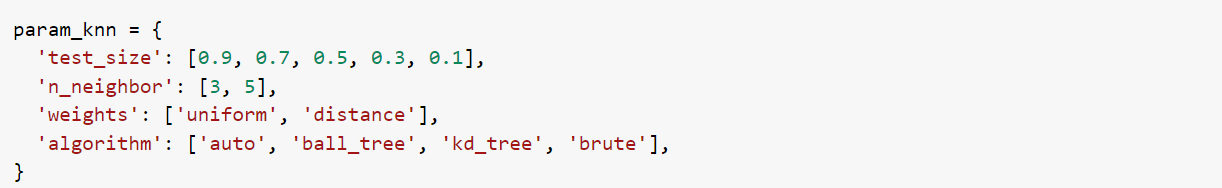 param_knn = {
  'test_size': [0.9, 0.7, 0.5, 0.3, 0.1],
  'n_neighbor': [3, 5],
  'weights': ['uniform', 'distance'],
  'algorithm': ['auto', 'ball_tree', 'kd_tree', 'brute'],
}